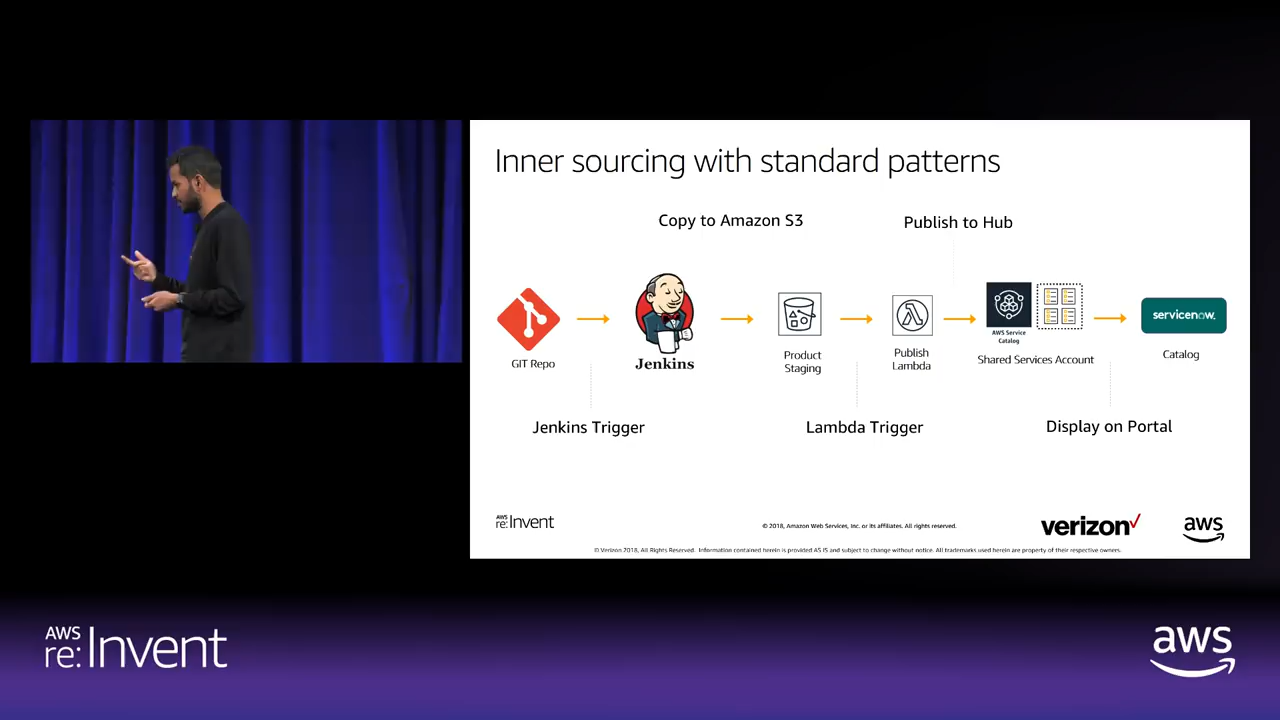 Inner sourcing with standard patterns
Copy to Amazon S3
Publish to Hub
servicenow.
AWS Service
Catalog
GIT Repo
Jenkins
Product
Staging
Publish
Lambda
Shared Services Account
Catalog
Jenkins Trigger
Lambda Trigger
Display on Portal
AWS
re:Invent
© 2018, Amazon Web Services, Inc. or its affiliates. All rights reserved.
verizon✓
aws
© Verizon 2018, All Rights Reserved. Information contained herein is provided AS IS and subject to change without notice. All trademarks used herein are property of their respective owners.
AWS
re:Invent
aws